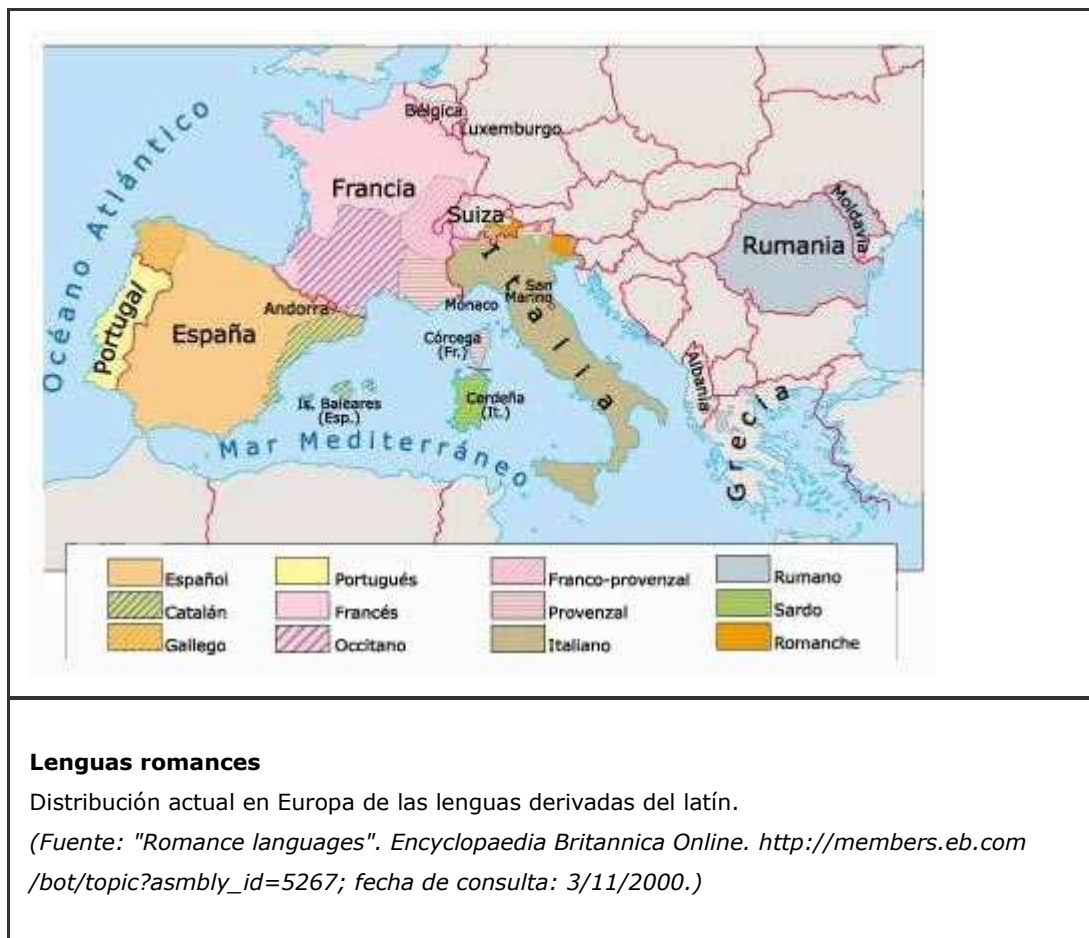 Océano Atlántico
Bélgica
Luxemburgo
Francia
Suiza
Moldavia
Rumania
Portugal
España
Andorra
Mónaco
San
Marino
Italia
Córcega
(Fr.)
Is. Baleares
(Esp.)
Cerdeña
(It.)
Albania
Grecia
Mar Mediterráneo
Español
Portugués
Franco-provenzal
Rumano
Catalán
Francés
Provenzal
Sardo
Gallego
Occitano
Italiano
Romanche
Lenguas romances
Distribución actual en Europa de las lenguas derivadas del latín.
(Fuente: "Romance languages". Encyclopaedia Britannica Online. http://members.eb.com
/bot/topic?asmbly_id=5267; fecha de consulta: 3/11/2000.)